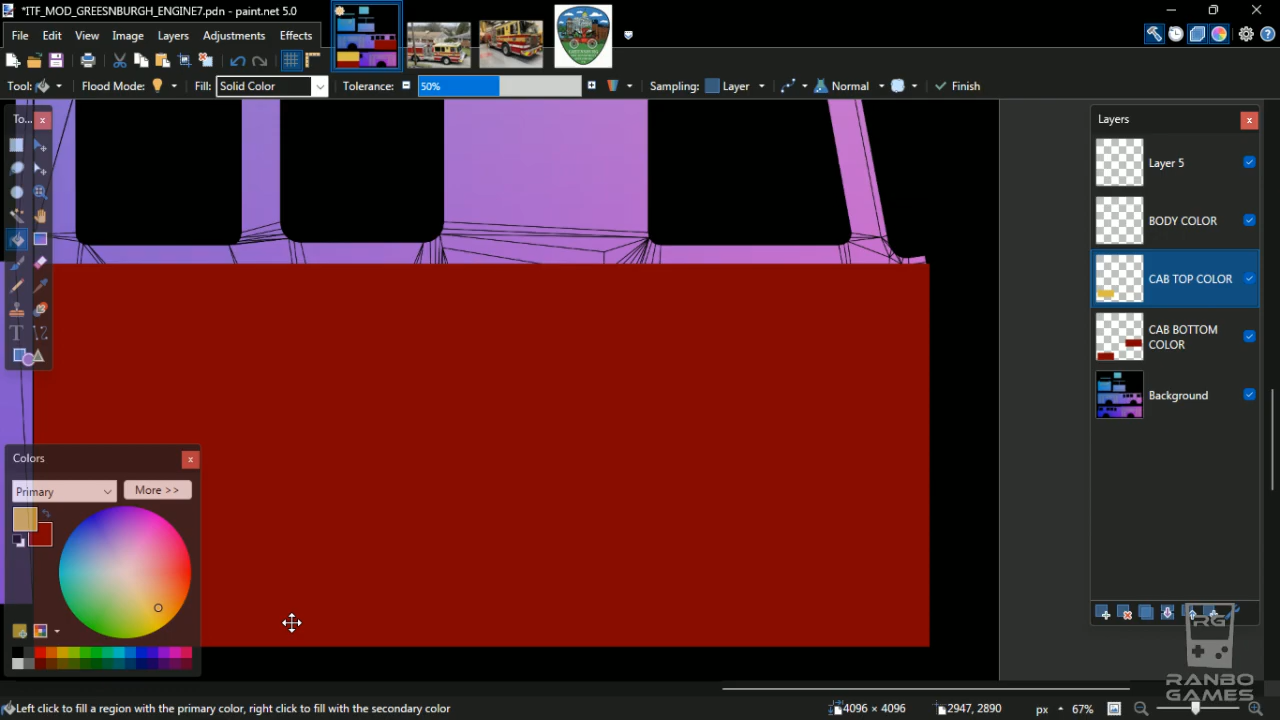 *ITF_MOD_GREESNBURGH_ENGINE7.pdn - paint.net 5.0
File Edit View Image Layers Adjustments Effects
Tool: Flood Mode: Fill: Solid Color Tolerance: 50% Sampling: Layer Normal Finish
To...
Layers
Layer 5
BODY COLOR
CAB TOP COLOR
CAB BOTTOM
COLOR
Background
Colors
Primary More >>
RG
RANBO
GAMES
Left click to fill a region with the primary color, right click to fill with the secondary color 4096 × 4096 2947, 2890 px 67%